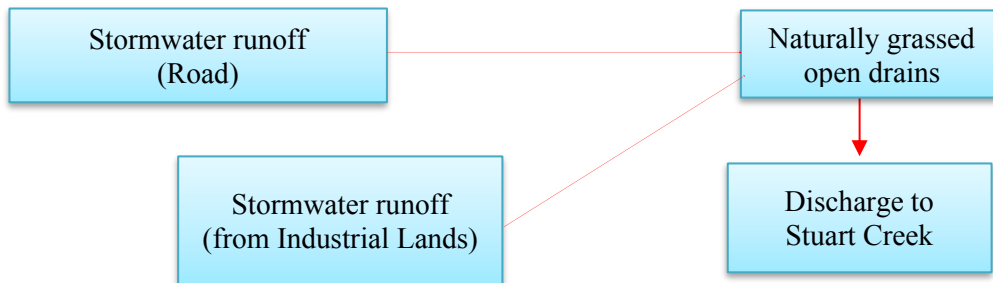 Stormwater runoff
(Road)
Naturally grassed
open drains
Stormwater runoff
(from Industrial Lands)
Discharge to
Stuart Creek